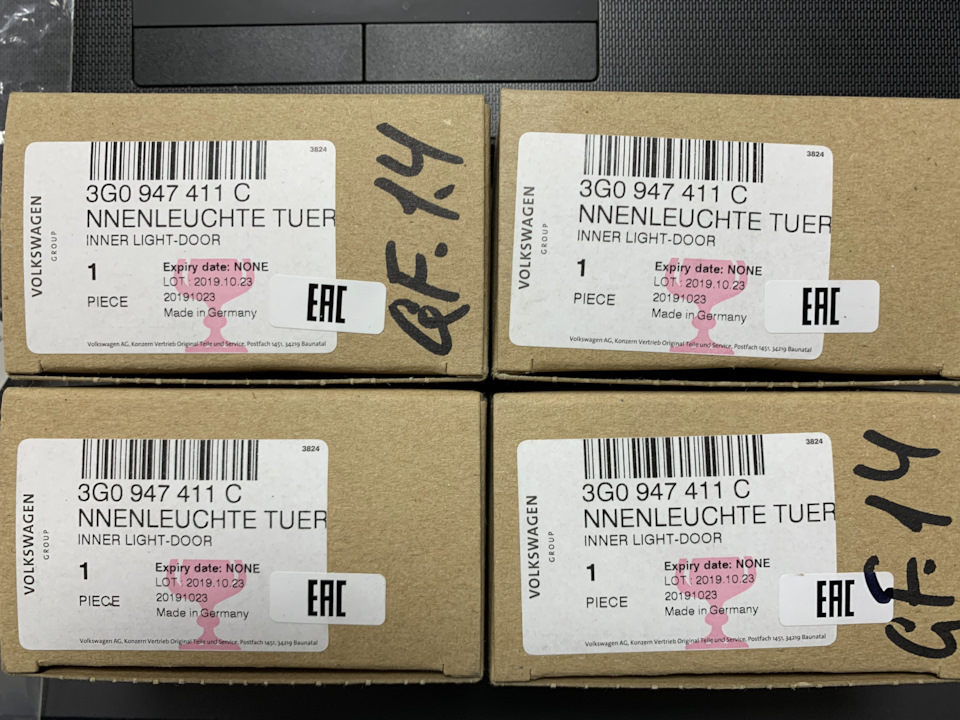 3824
3G0 947 411 C
NNENLEUCHTE TUER
INNER LIGHT-DOOR
VOLKSWAGEN
GROUP
1
PIECE
Expiry date: NONE
LOT: 2019.10.23
20191023
Made in Germany
EAC
Volkswagen AG, Konzern Vertrieb Original Teile und Service, Postfach 1451, 34219 Baunatal
QF. 1.4
3824
3G0 947 411 C
NNENLEUCHTE TUER
INNER LIGHT-DOOR
VOLKSWAGEN
GROUP
1
PIECE
Expiry date: NONE
LOT: 2019.10.23
20191023
Made in Germany
EAC
Volkswagen AG, Konzern Vertrieb Original Teile und Service, Postfach 1451, 34219 Baunatal
3824
3G0 947 411 C
NNENLEUCHTE TUER
INNER LIGHT-DOOR
VOLKSWAGEN
GROUP
1
PIECE
Expiry date: NONE
LOT: 2019.10.23
20191023
Made in Germany
EAC
Volkswagen AG, Konzern Vertrieb Original Teile und Service, Postfach 1451, 34219 Baunatal
3824
3G0 947 411 C
NNENLEUCHTE TUER
INNER LIGHT-DOOR
VOLKSWAGEN
GROUP
1
PIECE
Expiry date: NONE
LOT: 2019.10.23
20191023
Made in Germany
EAC
Volkswagen AG, Konzern Vertrieb Original Teile und Service, Postfach 1451, 34219 Baunatal
GF. 14